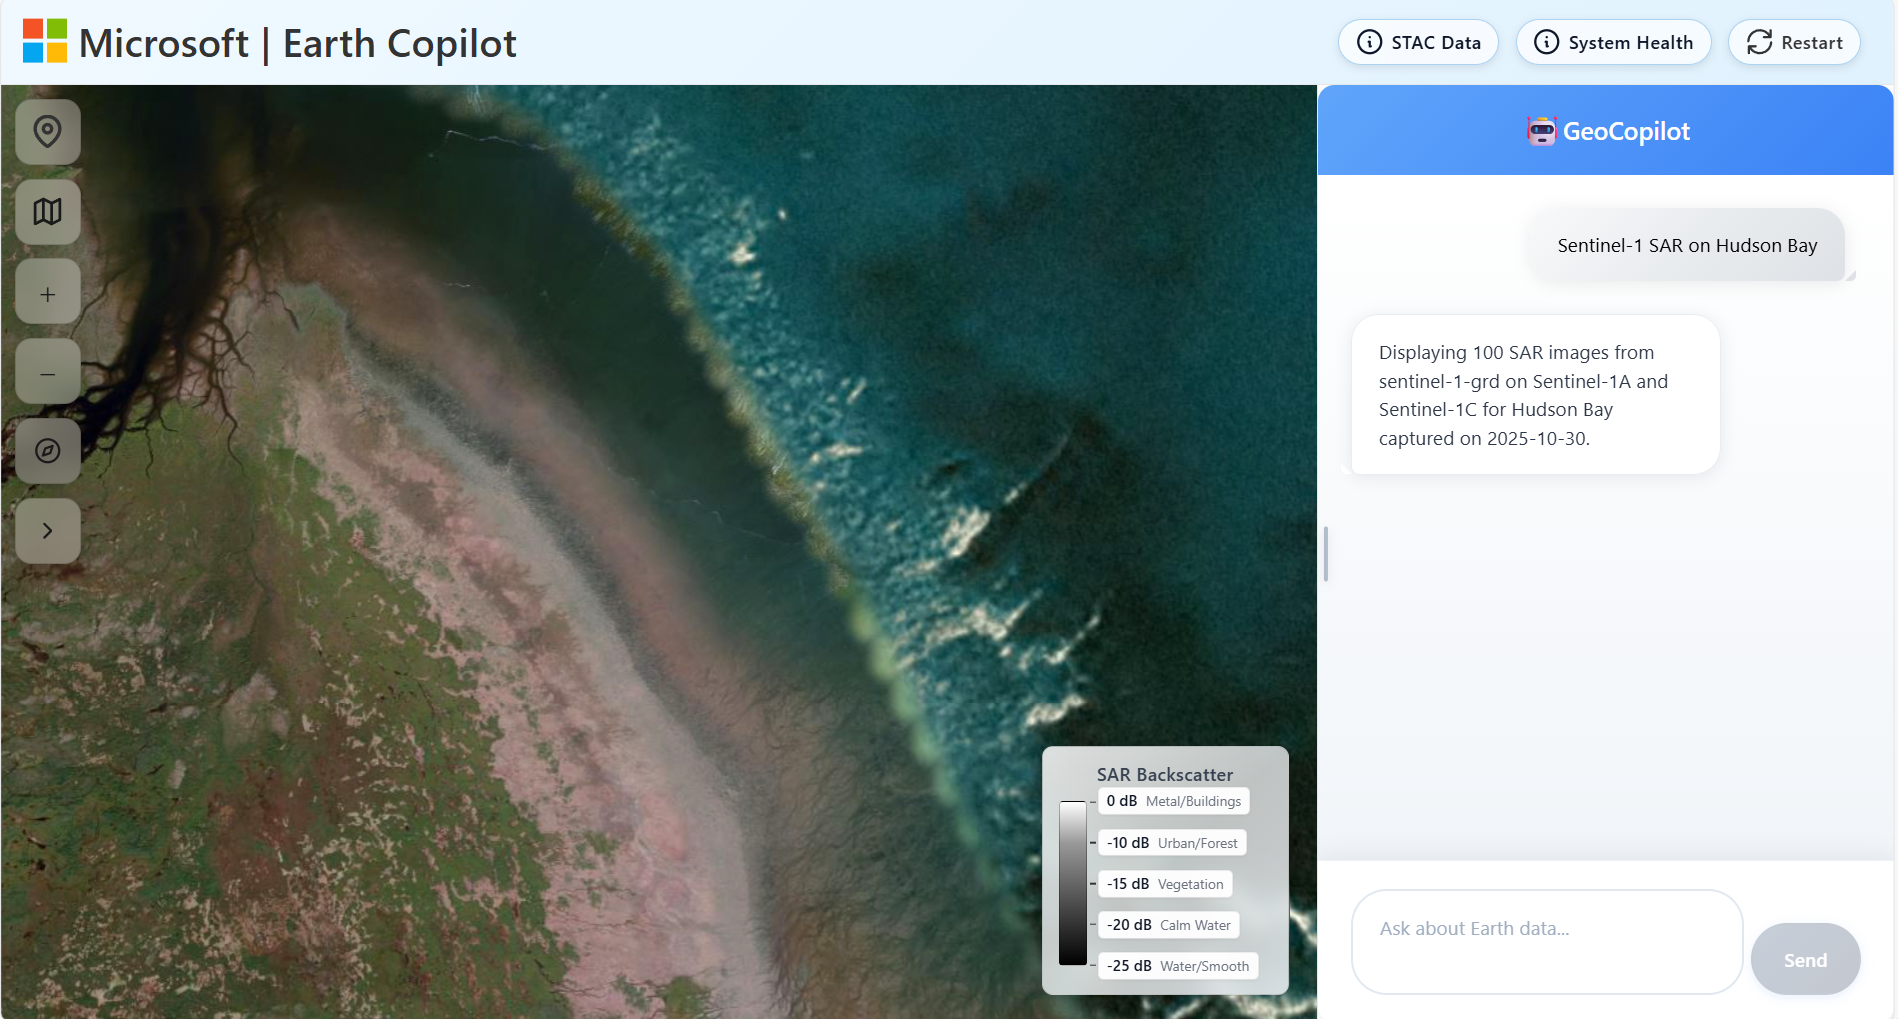 Microsoft | Earth Copilot
STAC Data
System Health
Restart
GeoCopilot
Sentinel-1 SAR on Hudson Bay
Displaying 100 SAR images from
sentinel-1-grd on Sentinel-1A and
Sentinel-1C for Hudson Bay
captured on 2025-10-30.
SAR Backscatter
0 dB Metal/Buildings
-10 dB Urban/Forest
-15 dB Vegetation
-20 dB Calm Water
-25 dB Water/Smooth
Ask about Earth data...
Send